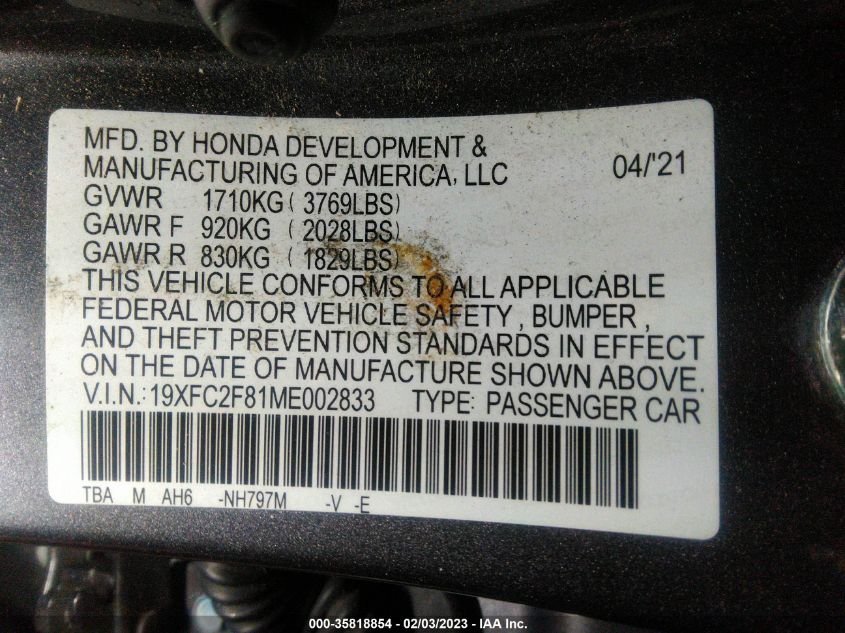 MFD. BY HONDA DEVELOPMENT &
MANUFACTURING OF AMERICA, LLC 04/'21
GVWR 1710KG ( 3769LBS)
GAWR F 920KG ( 2028LBS)
GAWR R 830KG ( 1829LBS)
THIS VEHICLE CONFORMS TO ALL APPLICABLE
FEDERAL MOTOR VEHICLE SAFETY , BUMPER ,
AND THEFT PREVENTION STANDARDS IN EFFECT
ON THE DATE OF MANUFACTURE SHOWN ABOVE.
V.I.N.: 19XFC2F81ME002833 TYPE: PASSENGER CAR
TBA M AH6 -NH797M -V -E
000-35818854 - 02/03/2023 - IAA Inc.